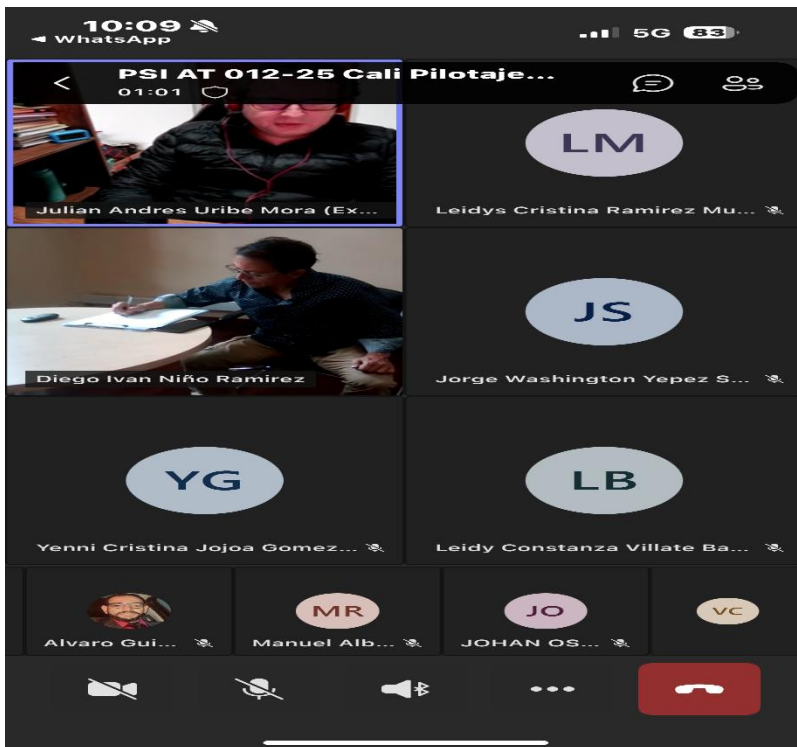 10:09
◄ WhatsApp
5G 83
PSI AT 012-25 Cali Pilotaje...
01:01
LM
Julian Andres Uribe Mora (Ex...
Leidys Cristina Ramirez Mu...
JS
Diego Ivan Niño Ramirez
Jorge Washington Yepez S...
YG
LB
Yenni Cristina Jojoa Gomez...
Leidy Constanza Villate Ba...
MR
JO
VC
Alvaro Gui...
Manuel Alb...
JOHAN OS...